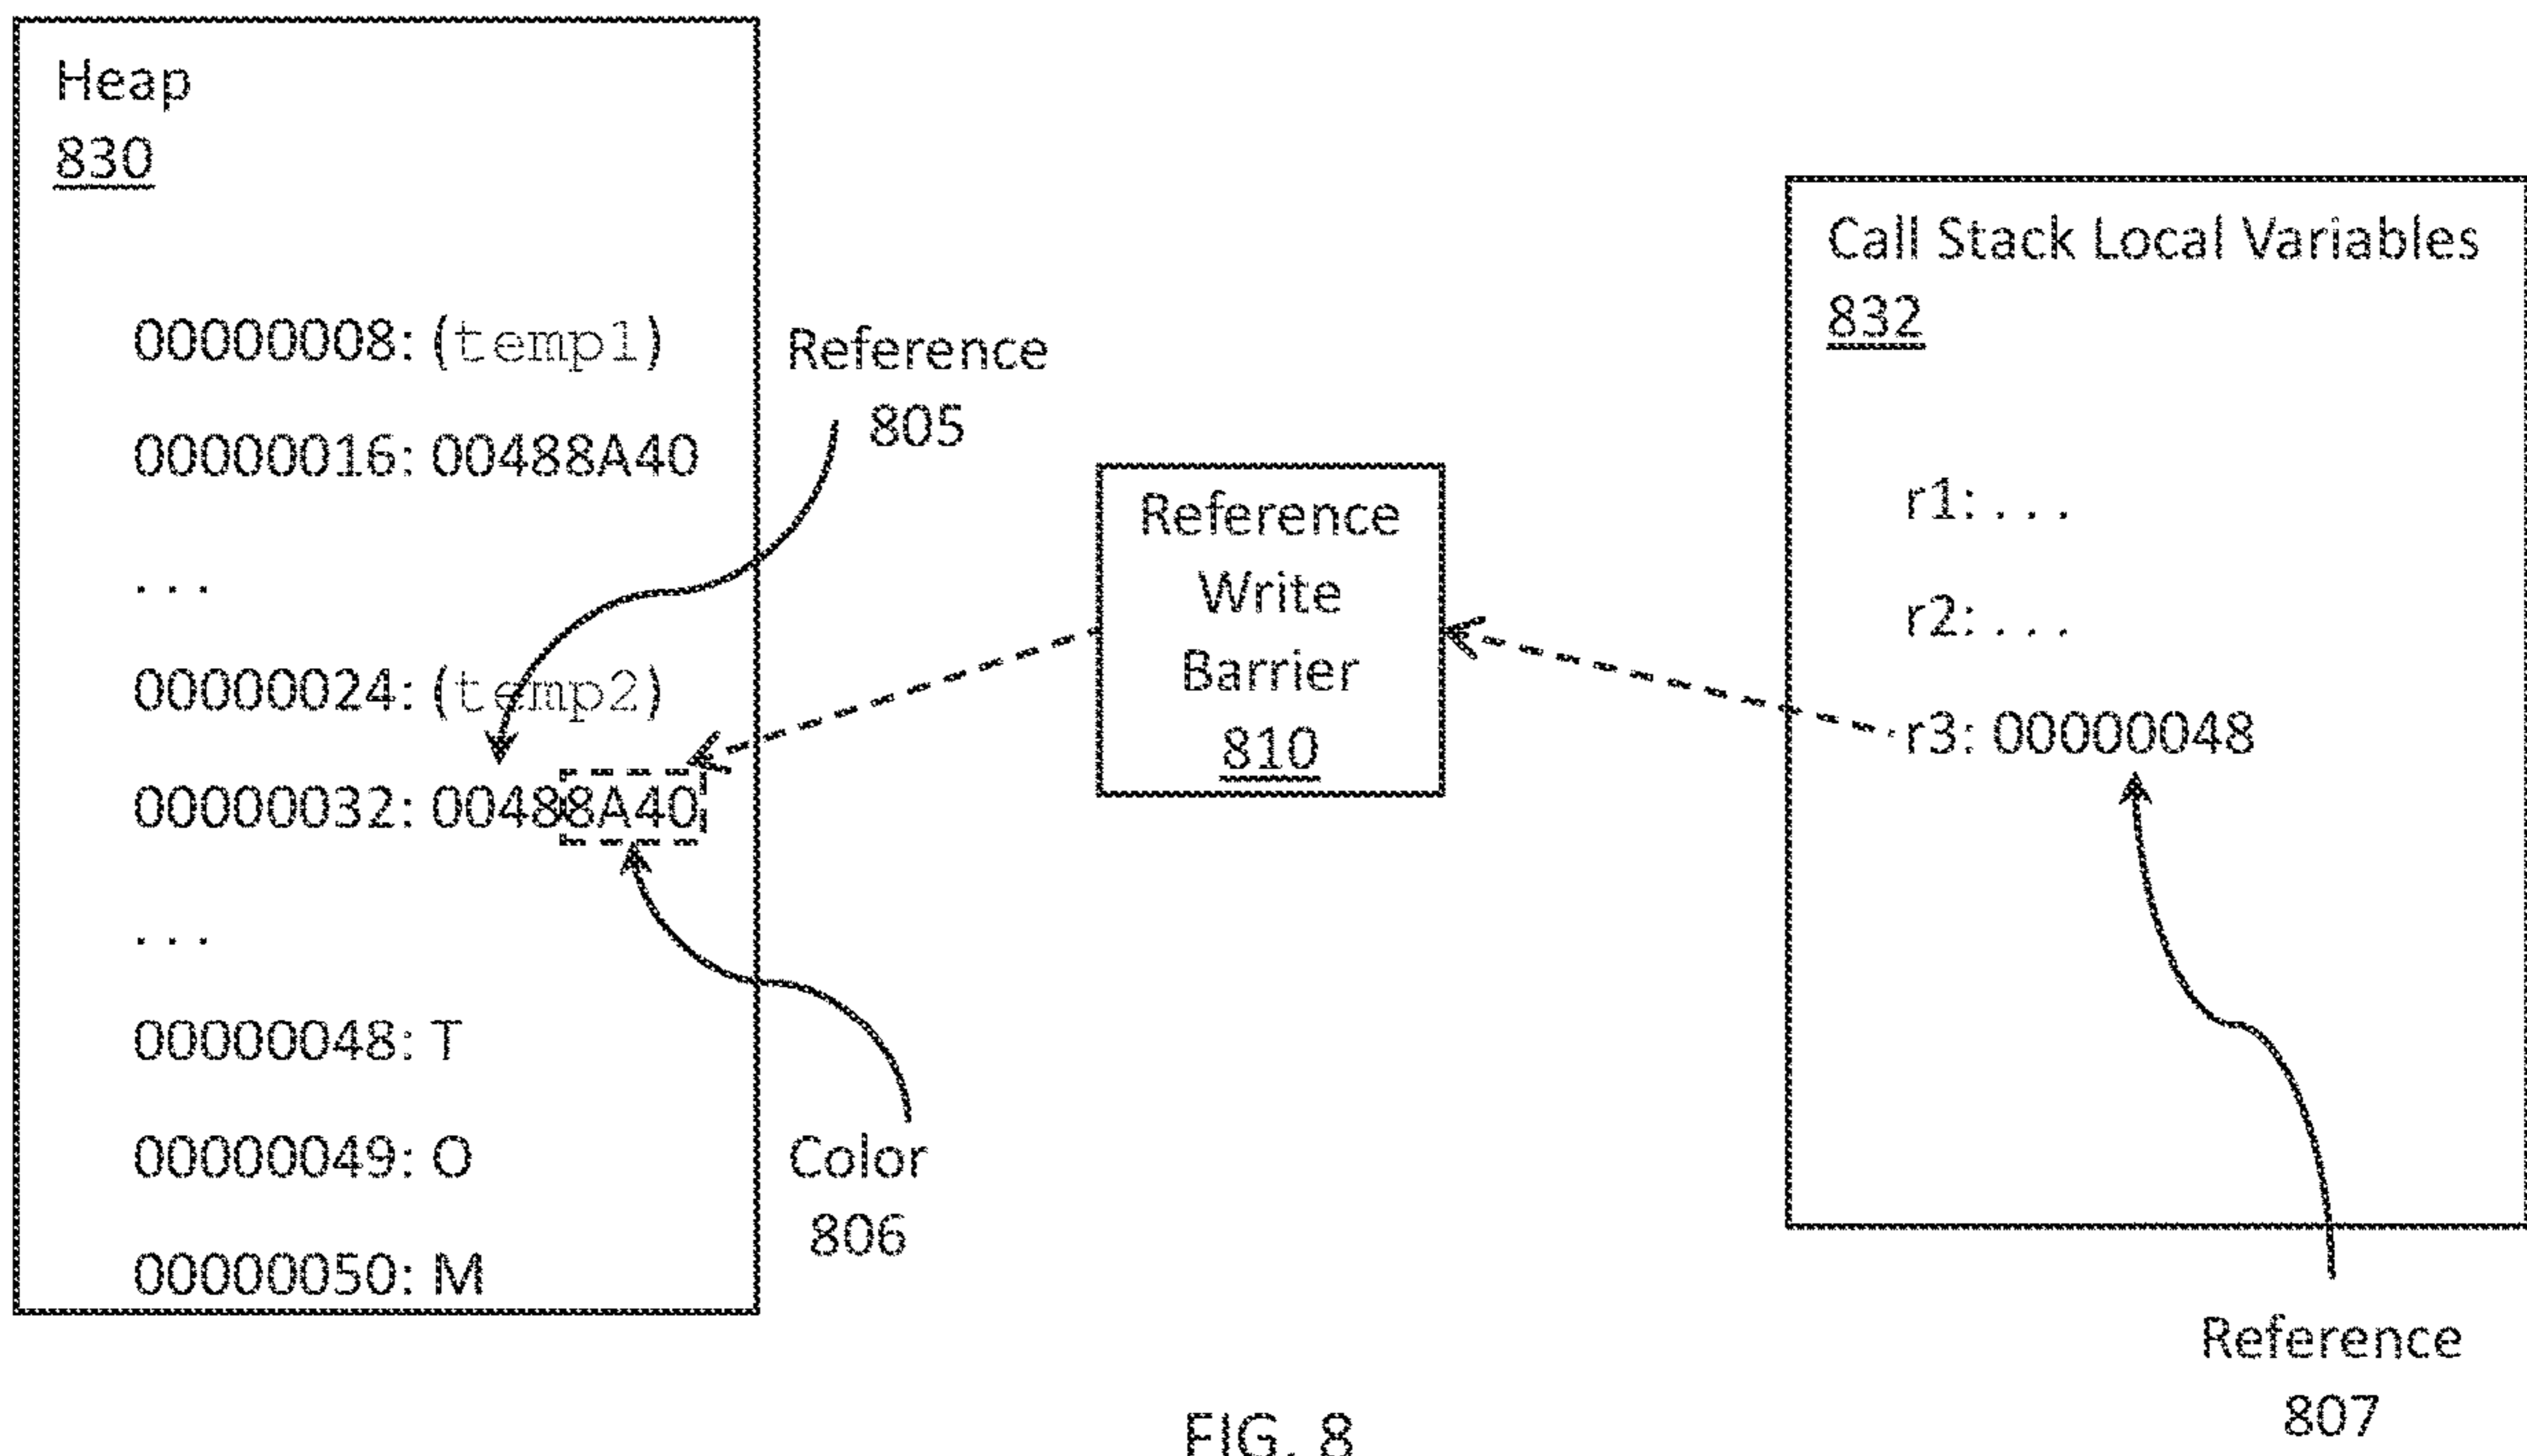 Heap
830
00000008: (temp1)
00000016: 00488A40
. . .
00000024: (temp2)
00000032: 00488A40
. . .
00000048: T
00000049: O
00000050: M
Reference
805
Color
806
Reference
Write
Barrier
810
Call Stack Local Variables
832
r1: . . .
r2: . . .
r3: 00000048
Reference
807
FIG. 8